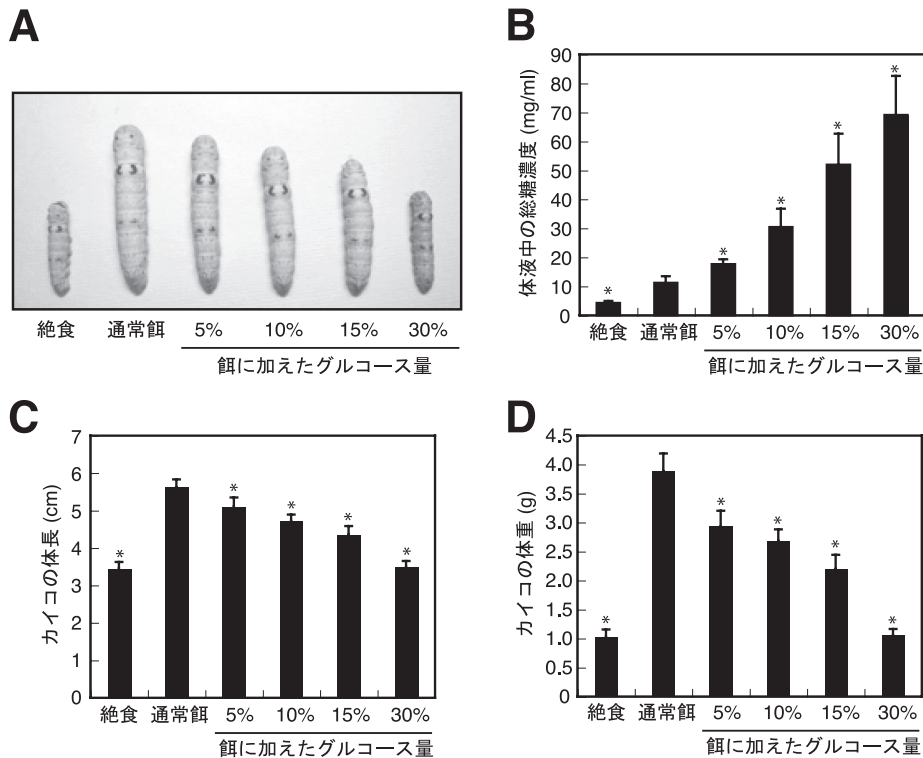 A
絶食 通常餌 5% 10% 15% 30%
餌に加えたグルコース量
B
体液中の総糖濃度 (mg/ml)
90
80
70
60
50
40
30
20
10
0
* * * * *
絶食 通常餌 5% 10% 15% 30%
餌に加えたグルコース量
C
カイコの体長 (cm)
7
6
5
4
3
2
1
0
* * * * *
絶食 通常餌 5% 10% 15% 30%
餌に加えたグルコース量
D
カイコの体重 (g)
4.5
4.0
3.5
3.0
2.5
2.0
1.5
1.0
0.5
0
* * * * *
絶食 通常餌 5% 10% 15% 30%
餌に加えたグルコース量